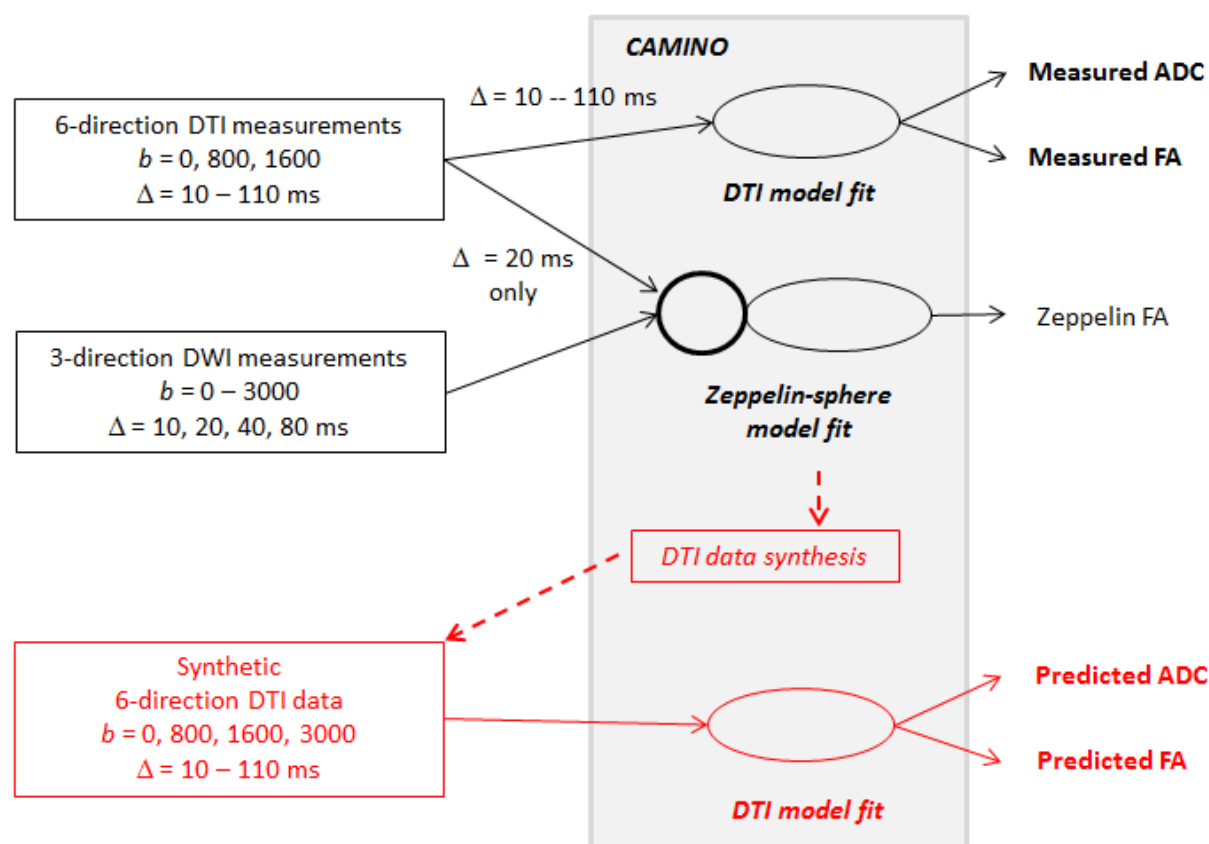 CAMINO
6-direction DTI measurements
b = 0, 800, 1600
Δ = 10 – 110 ms
Δ = 10 -- 110 ms
DTI model fit
Measured ADC
Measured FA
Δ = 20 ms
only
3-direction DWI measurements
b = 0 – 3000
Δ = 10, 20, 40, 80 ms
Zeppelin-sphere
model fit
Zeppelin FA
DTI data synthesis
Synthetic
6-direction DTI data
b = 0, 800, 1600, 3000
Δ = 10 – 110 ms
DTI model fit
Predicted ADC
Predicted FA